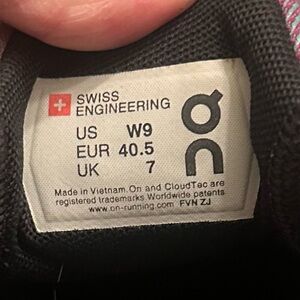 SWISS
ENGINEERING
US W9
EUR 40.5
UK 7
Made in Vietnam. On and CloudTec are
registered trademarks Worldwide patents
www.on-running.com FVN ZJ